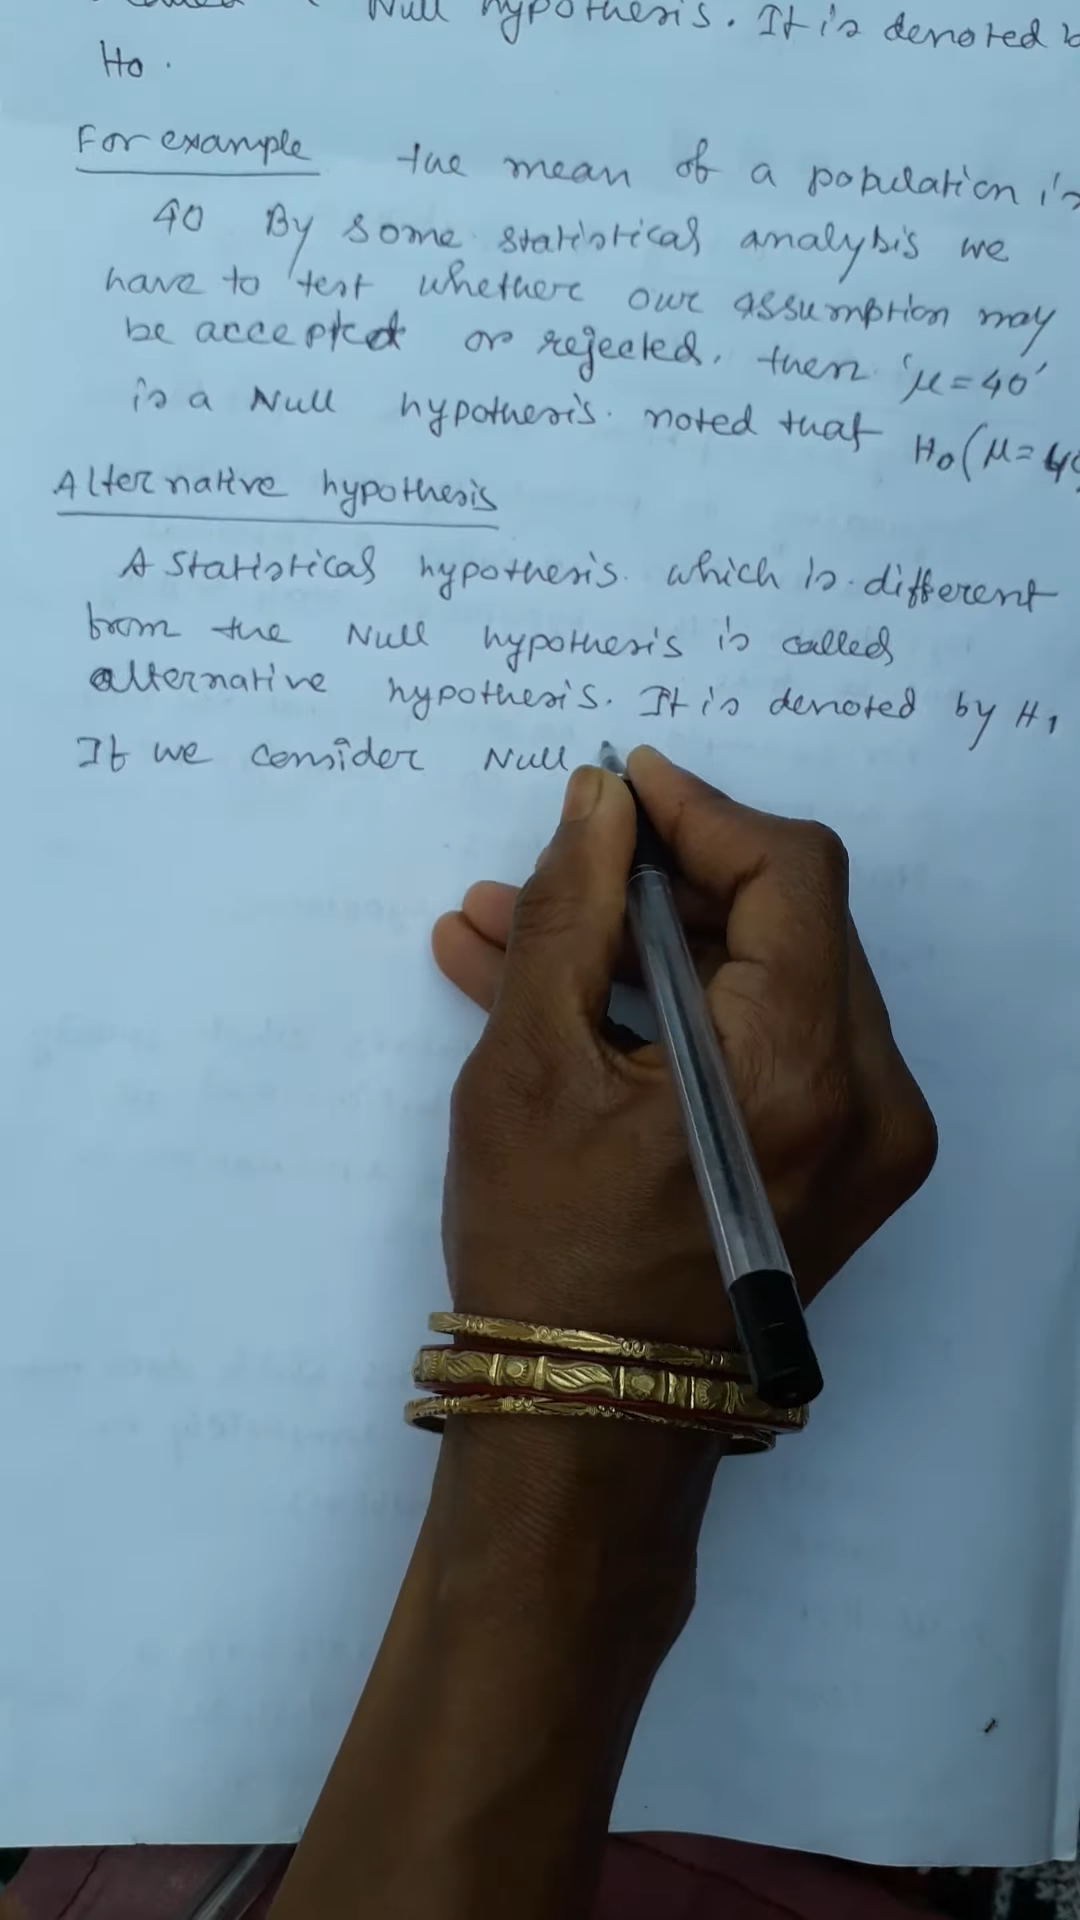 Null hypothesis. It is denoted b
Ho.
For example the mean of a population is
40 By some statistical analysis we
have to test whether our assumption may
be accepted or rejected. then 'μ=40'
is a Null hypothesis. noted that Ho(μ=40
Alternative hypothesis
A Statistical hypothesis. which is different
from the Null hypothesis is called
alternative hypothesis. It is denoted by H1
If we consider Null